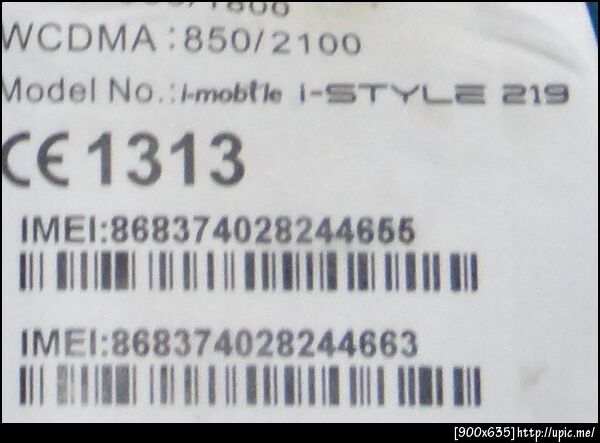 WCDMA :850/2100
Model No.:i-mobile i-STYLE 219
CE 1313
IMEI:868374028244655
IMEI:868374028244663
[900x635]http://upic.me/